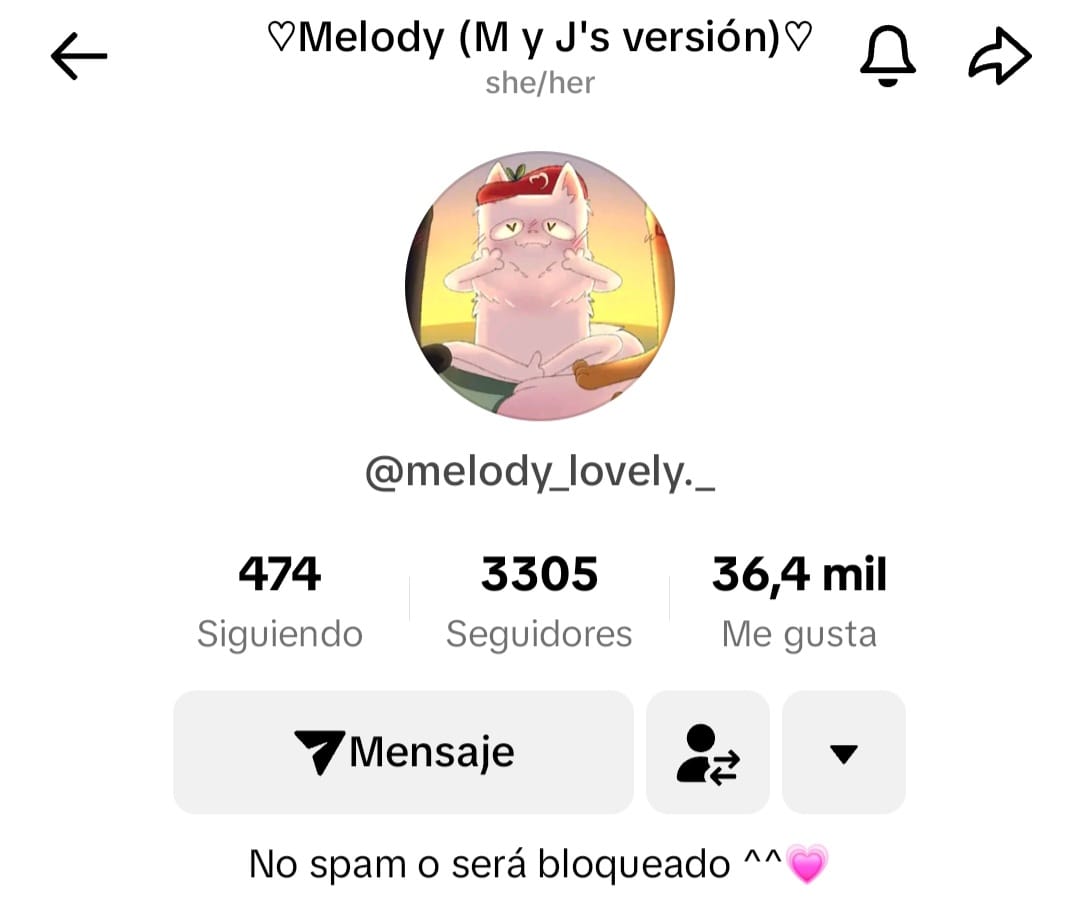 ♡Melody (M y J's versión)♡
she/her
@melody_lovely._
474 3305 36,4 mil
Siguiendo Seguidores Me gusta
Mensaje
No spam o será bloqueado ^^💗